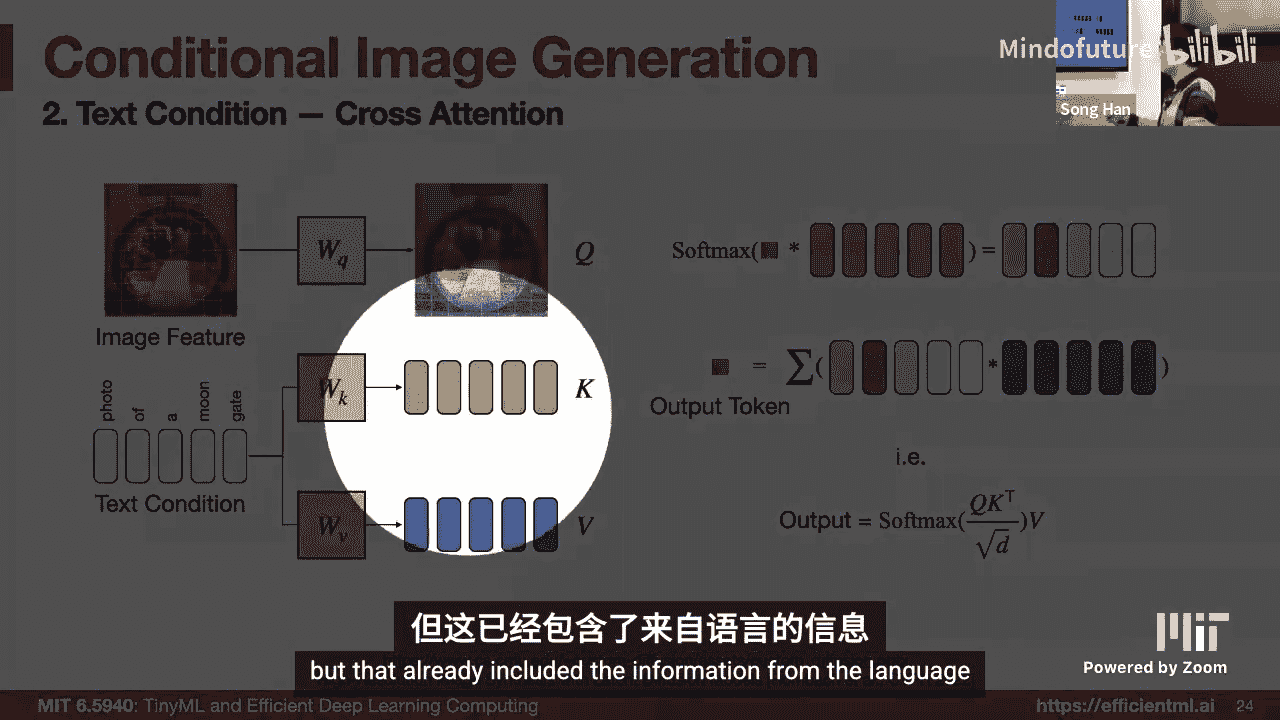 Conditional Image Generation
Mindofuture bilibili
2. Text Condition — Cross Attention
Song Han
W_q
Q
Softmax( * ) =
Image Feature
W_k
K
= Σ( * )
Output Token
photo of a moon gate
Text Condition
i.e.
W_v
V
Output = Softmax(QK^⊤/√d)V
但这已经包含了来自语言的信息
but that already included the information from the language
MIT
Powered by Zoom
MIT 6.5940: TinyML and Efficient Deep Learning Computing
https://efficientml.ai
24